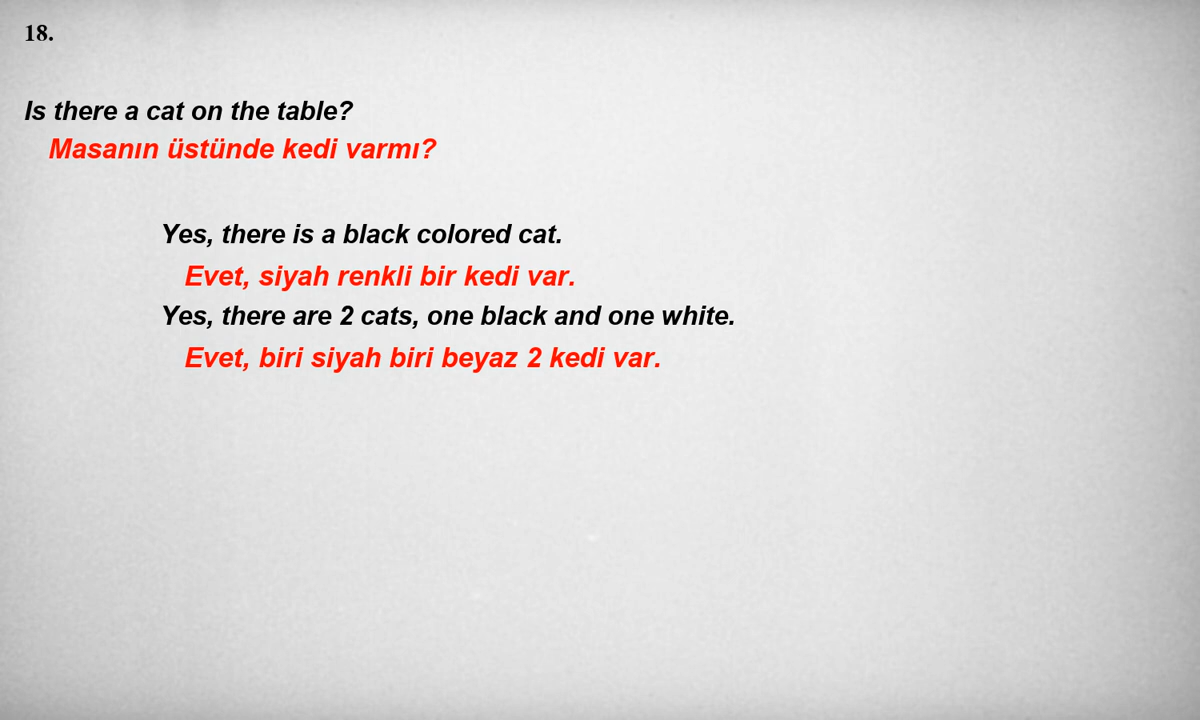 18.
Is there a cat on the table?
Masanın üstünde kedi varmı?
Yes, there is a black colored cat.
Evet, siyah renkli bir kedi var.
Yes, there are 2 cats, one black and one white.
Evet, biri siyah biri beyaz 2 kedi var.